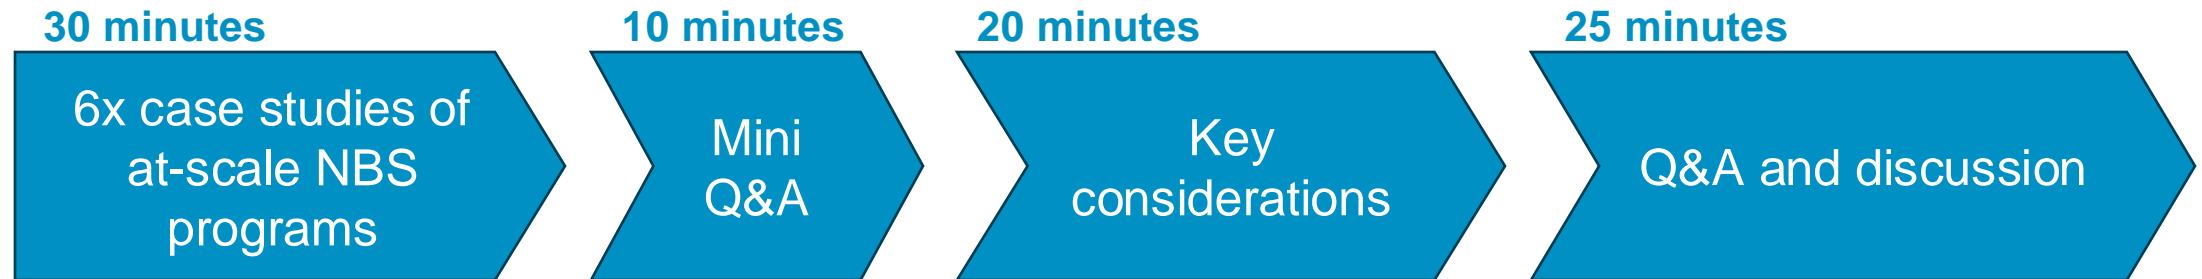 30 minutes
6x case studies of
at-scale NBS
programs
10 minutes
Mini
Q&A
20 minutes
Key
considerations
25 minutes
Q&A and discussion